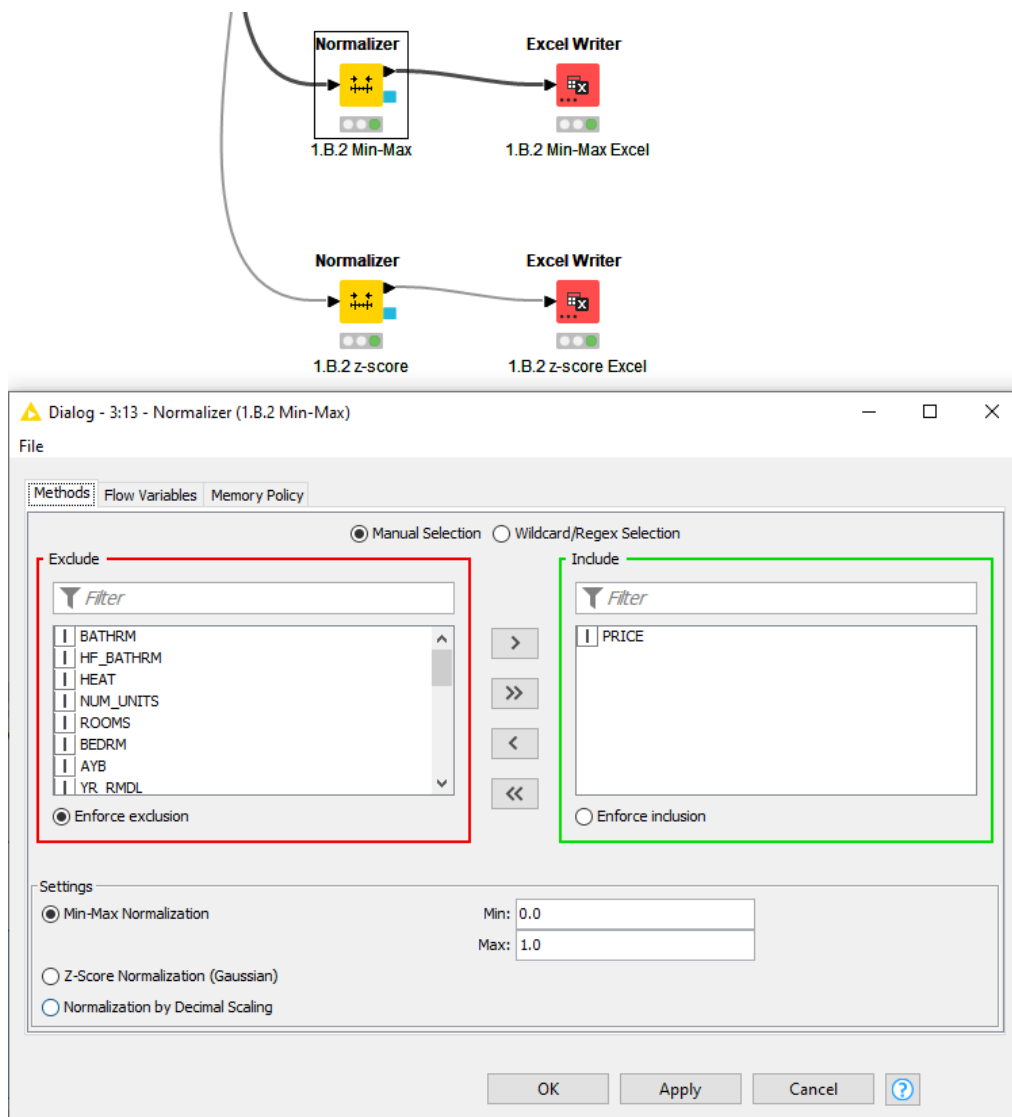 Normalizer Excel Writer
1.B.2 Min-Max 1.B.2 Min-Max Excel
Normalizer Excel Writer
1.B.2 z-score 1.B.2 z-score Excel
Dialog - 3:13 - Normalizer (1.B.2 Min-Max)
File
Methods Flow Variables Memory Policy
Manual Selection Wildcard/Regex Selection
Exclude
Filter
I BATHRM
I HF_BATHRM
I HEAT
I NUM_UNITS
I ROOMS
I BEDRM
I AYB
I YR_RMDL
Enforce exclusion
>
>>
<
<<
Include
Filter
I PRICE
Enforce inclusion
Settings
Min-Max Normalization
Min: 0.0
Max: 1.0
Z-Score Normalization (Gaussian)
Normalization by Decimal Scaling
OK Apply Cancel ?